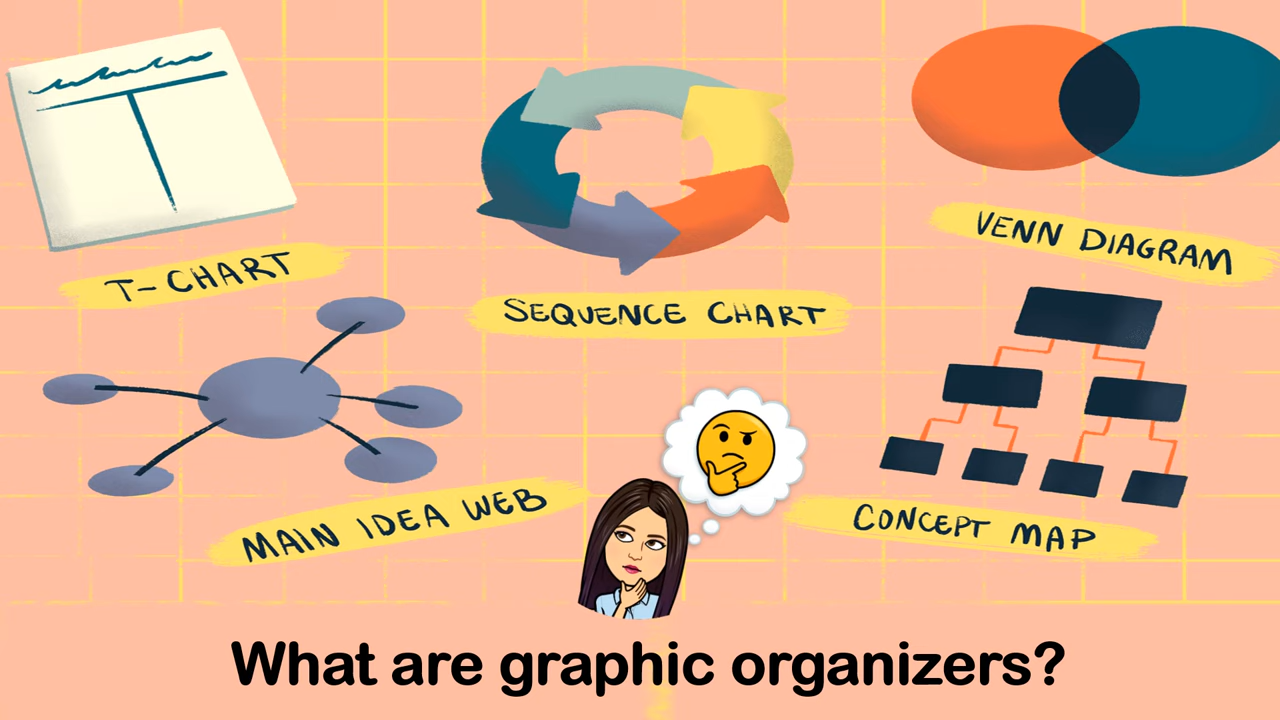 T-CHART
SEQUENCE CHART
VENN DIAGRAM
MAIN IDEA WEB
CONCEPT MAP
What are graphic organizers?